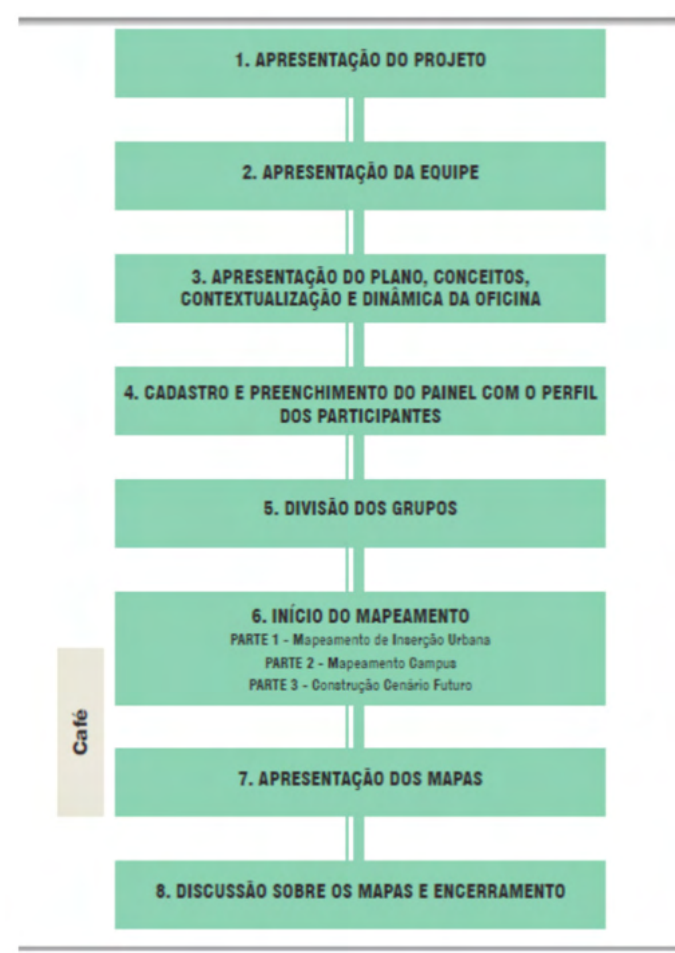 1. APRESENTAÇÃO DO PROJETO
2. APRESENTAÇÃO DA EQUIPE
3. APRESENTAÇÃO DO PLANO, CONCEITOS,
CONTEXTUALIZAÇÃO E DINÂMICA DA OFICINA
4. CADASTRO E PREENCHIMENTO DO PAINEL COM O PERFIL
DOS PARTICIPANTES
5. DIVISÃO DOS GRUPOS
6. INÍCIO DO MAPEAMENTO
PARTE 1 - Mapeamento de Inserção Urbana
PARTE 2 - Mapeamento Campus
PARTE 3 - Construção Cenário Futuro
Café
7. APRESENTAÇÃO DOS MAPAS
8. DISCUSSÃO SOBRE OS MAPAS E ENCERRAMENTO